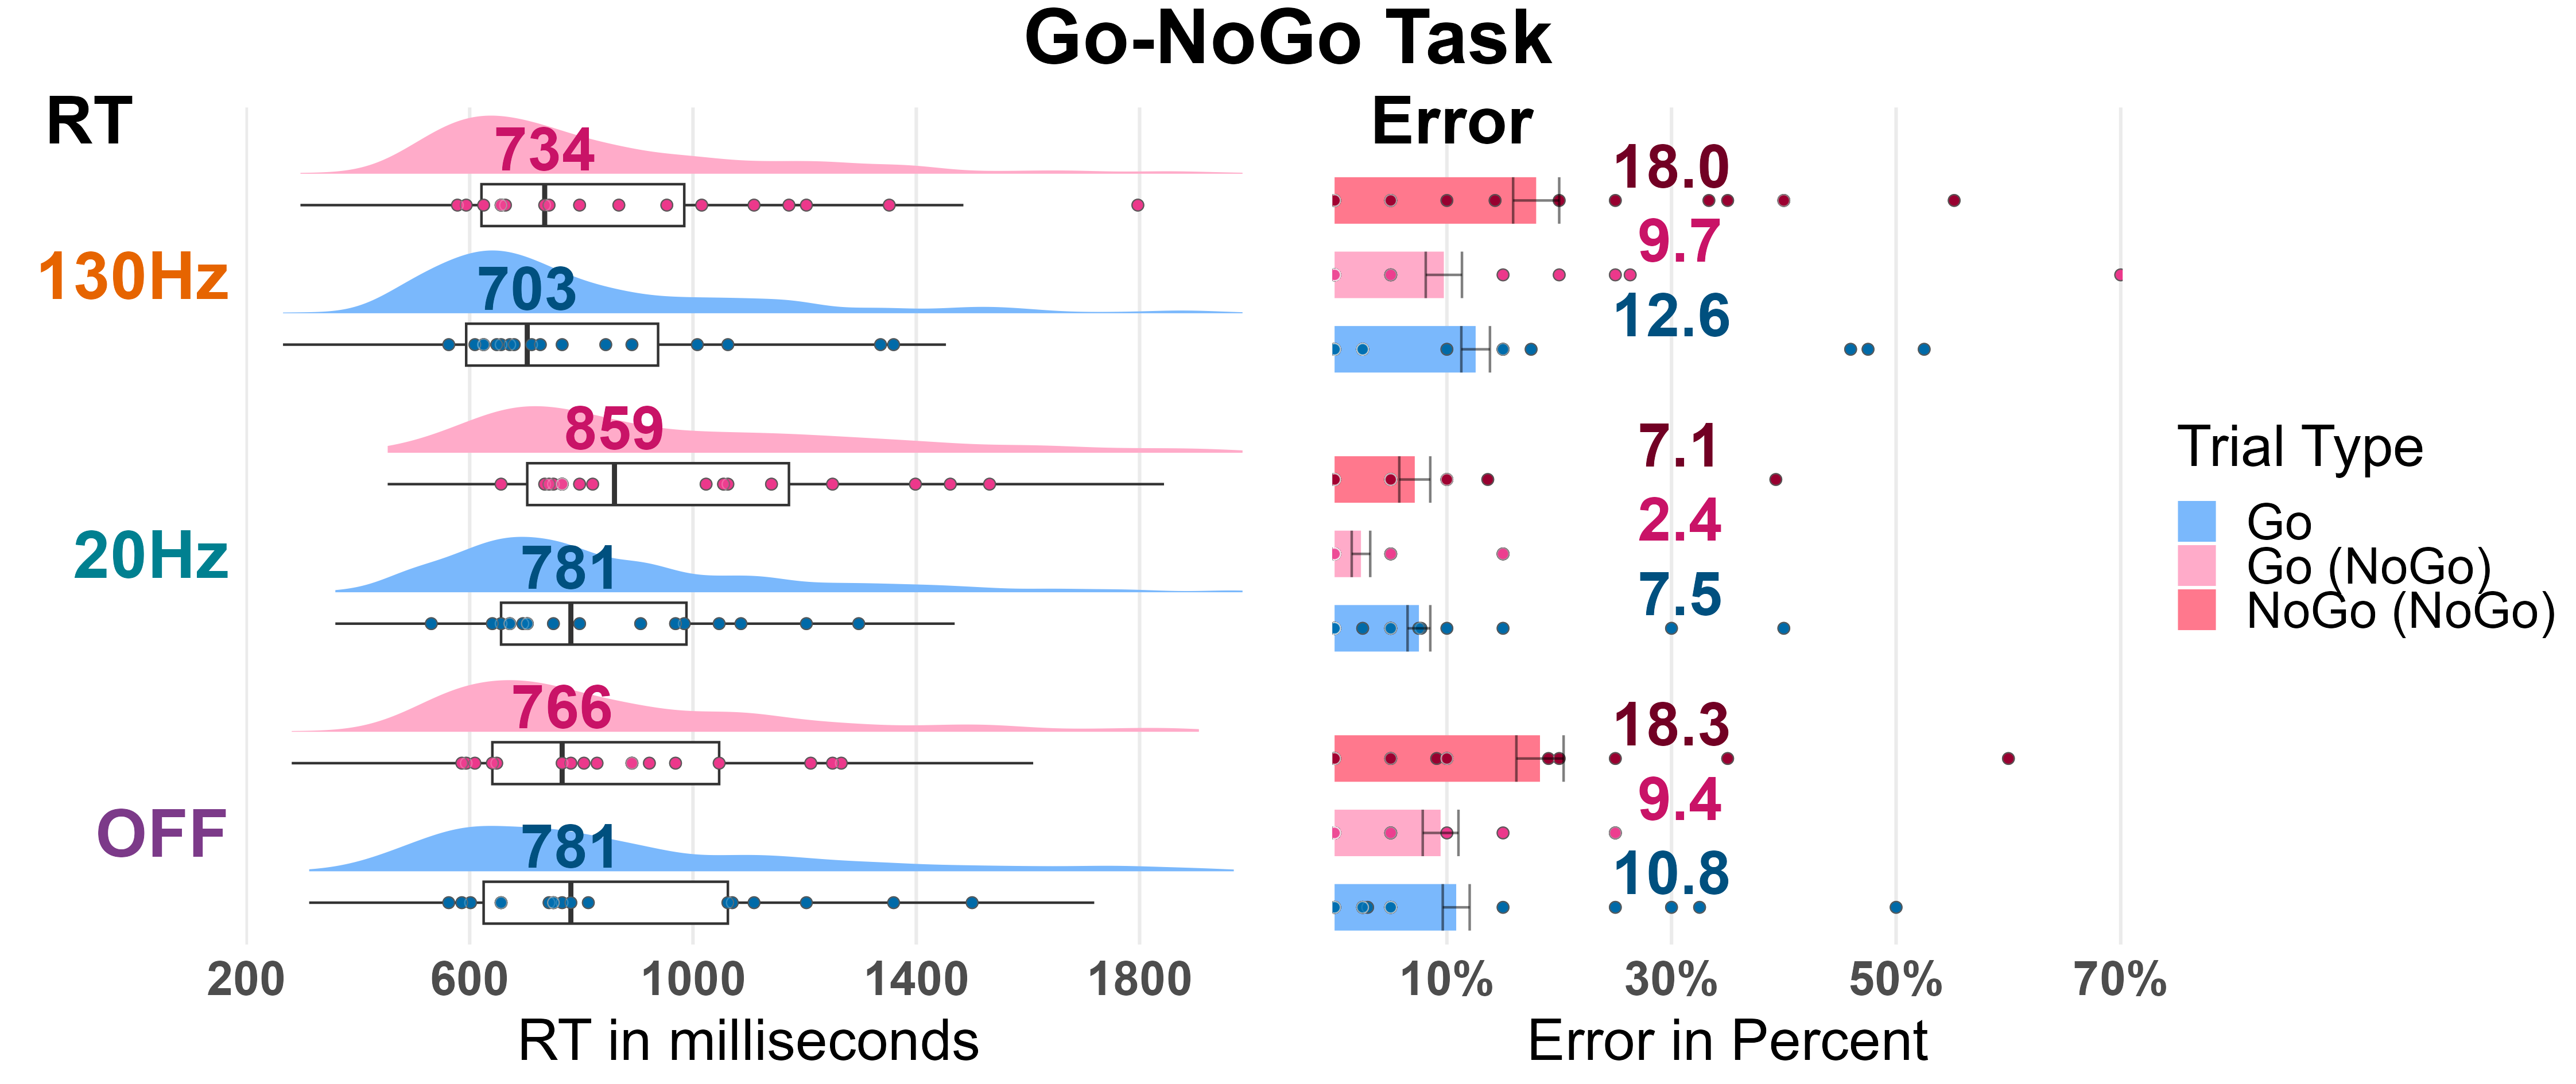 Go-NoGo Task
RT
Error
130Hz
734
703
18.0
9.7
12.6
20Hz
859
781
7.1
2.4
7.5
OFF
766
781
18.3
9.4
10.8
Trial Type
Go
Go (NoGo)
NoGo (NoGo)
200 600 1000 1400 1800
10% 30% 50% 70%
RT in milliseconds
Error in Percent